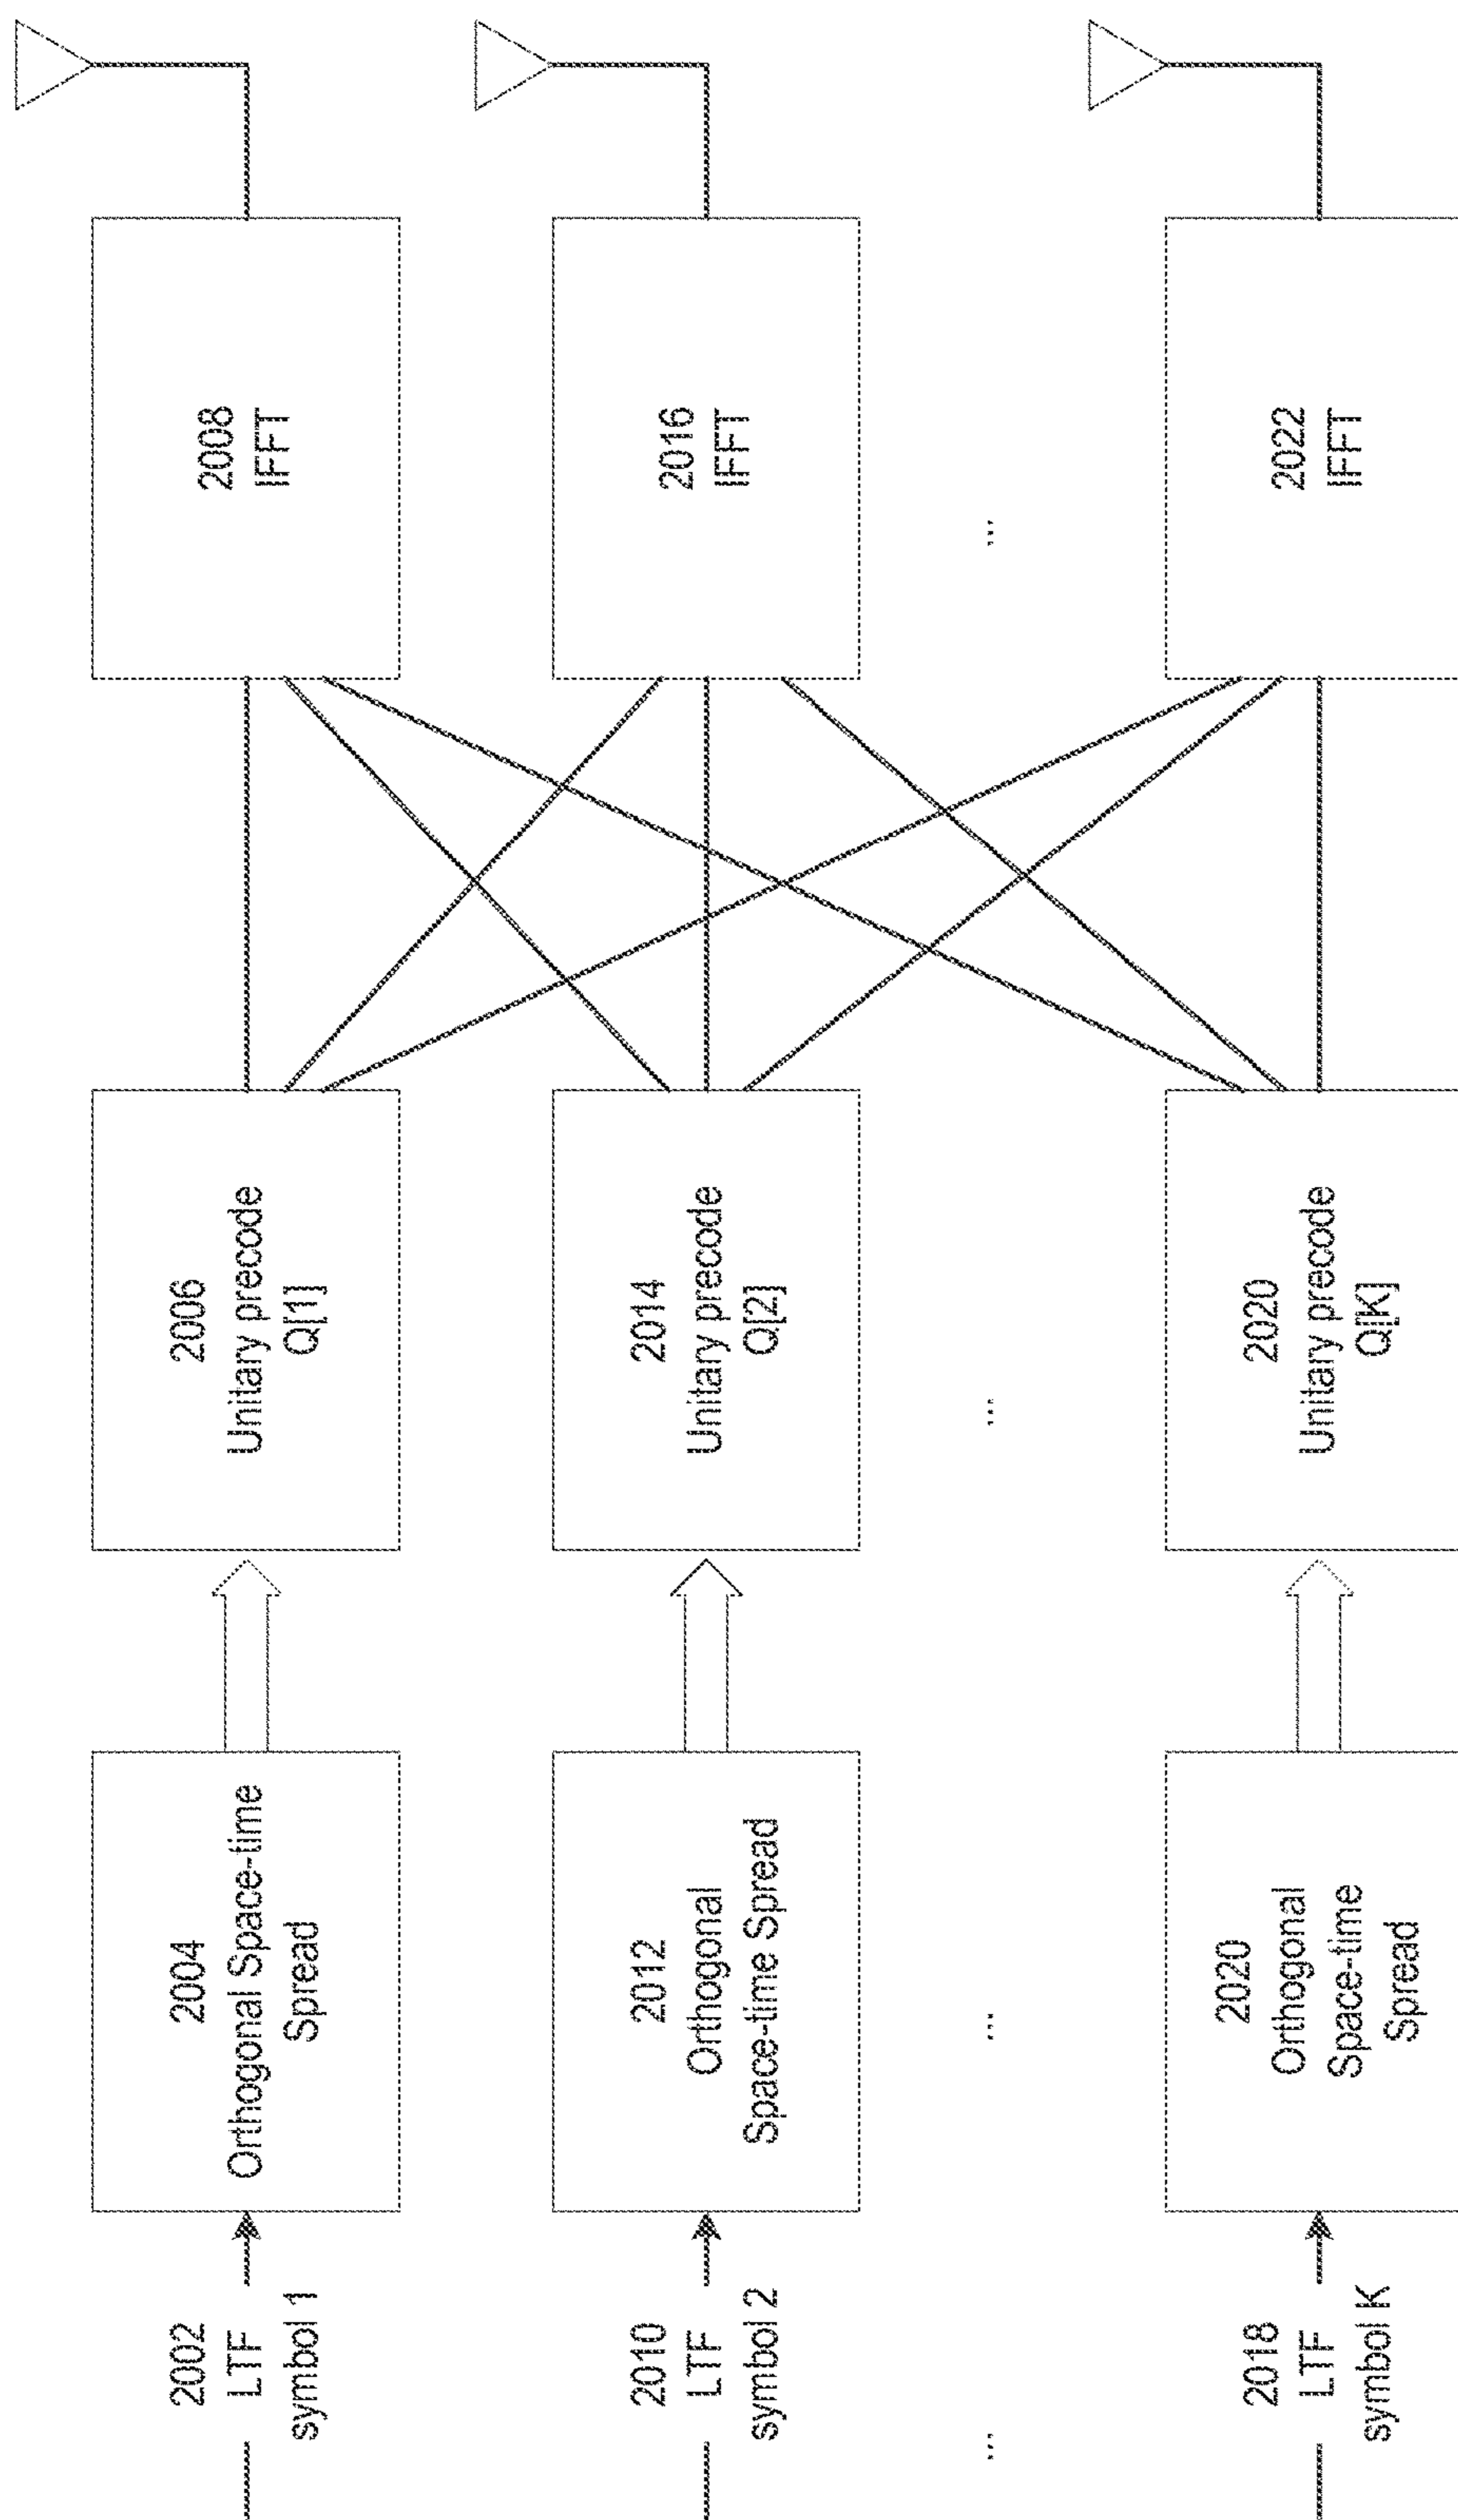 2002
LTF
symbol 1
2004
Orthogonal Space-time
Spread
2006
Unitary precode
Q[1]
2008
IFFT
2010
LTF
symbol 2
2012
Orthogonal
Space-time Spread
2014
Unitary precode
Q[2]
2016
IFFT
...
...
...
...
2018
LTF
symbol K
2020
Orthogonal
Space-time
Spread
2020
Unitary precode
Q[K]
2022
IFFT